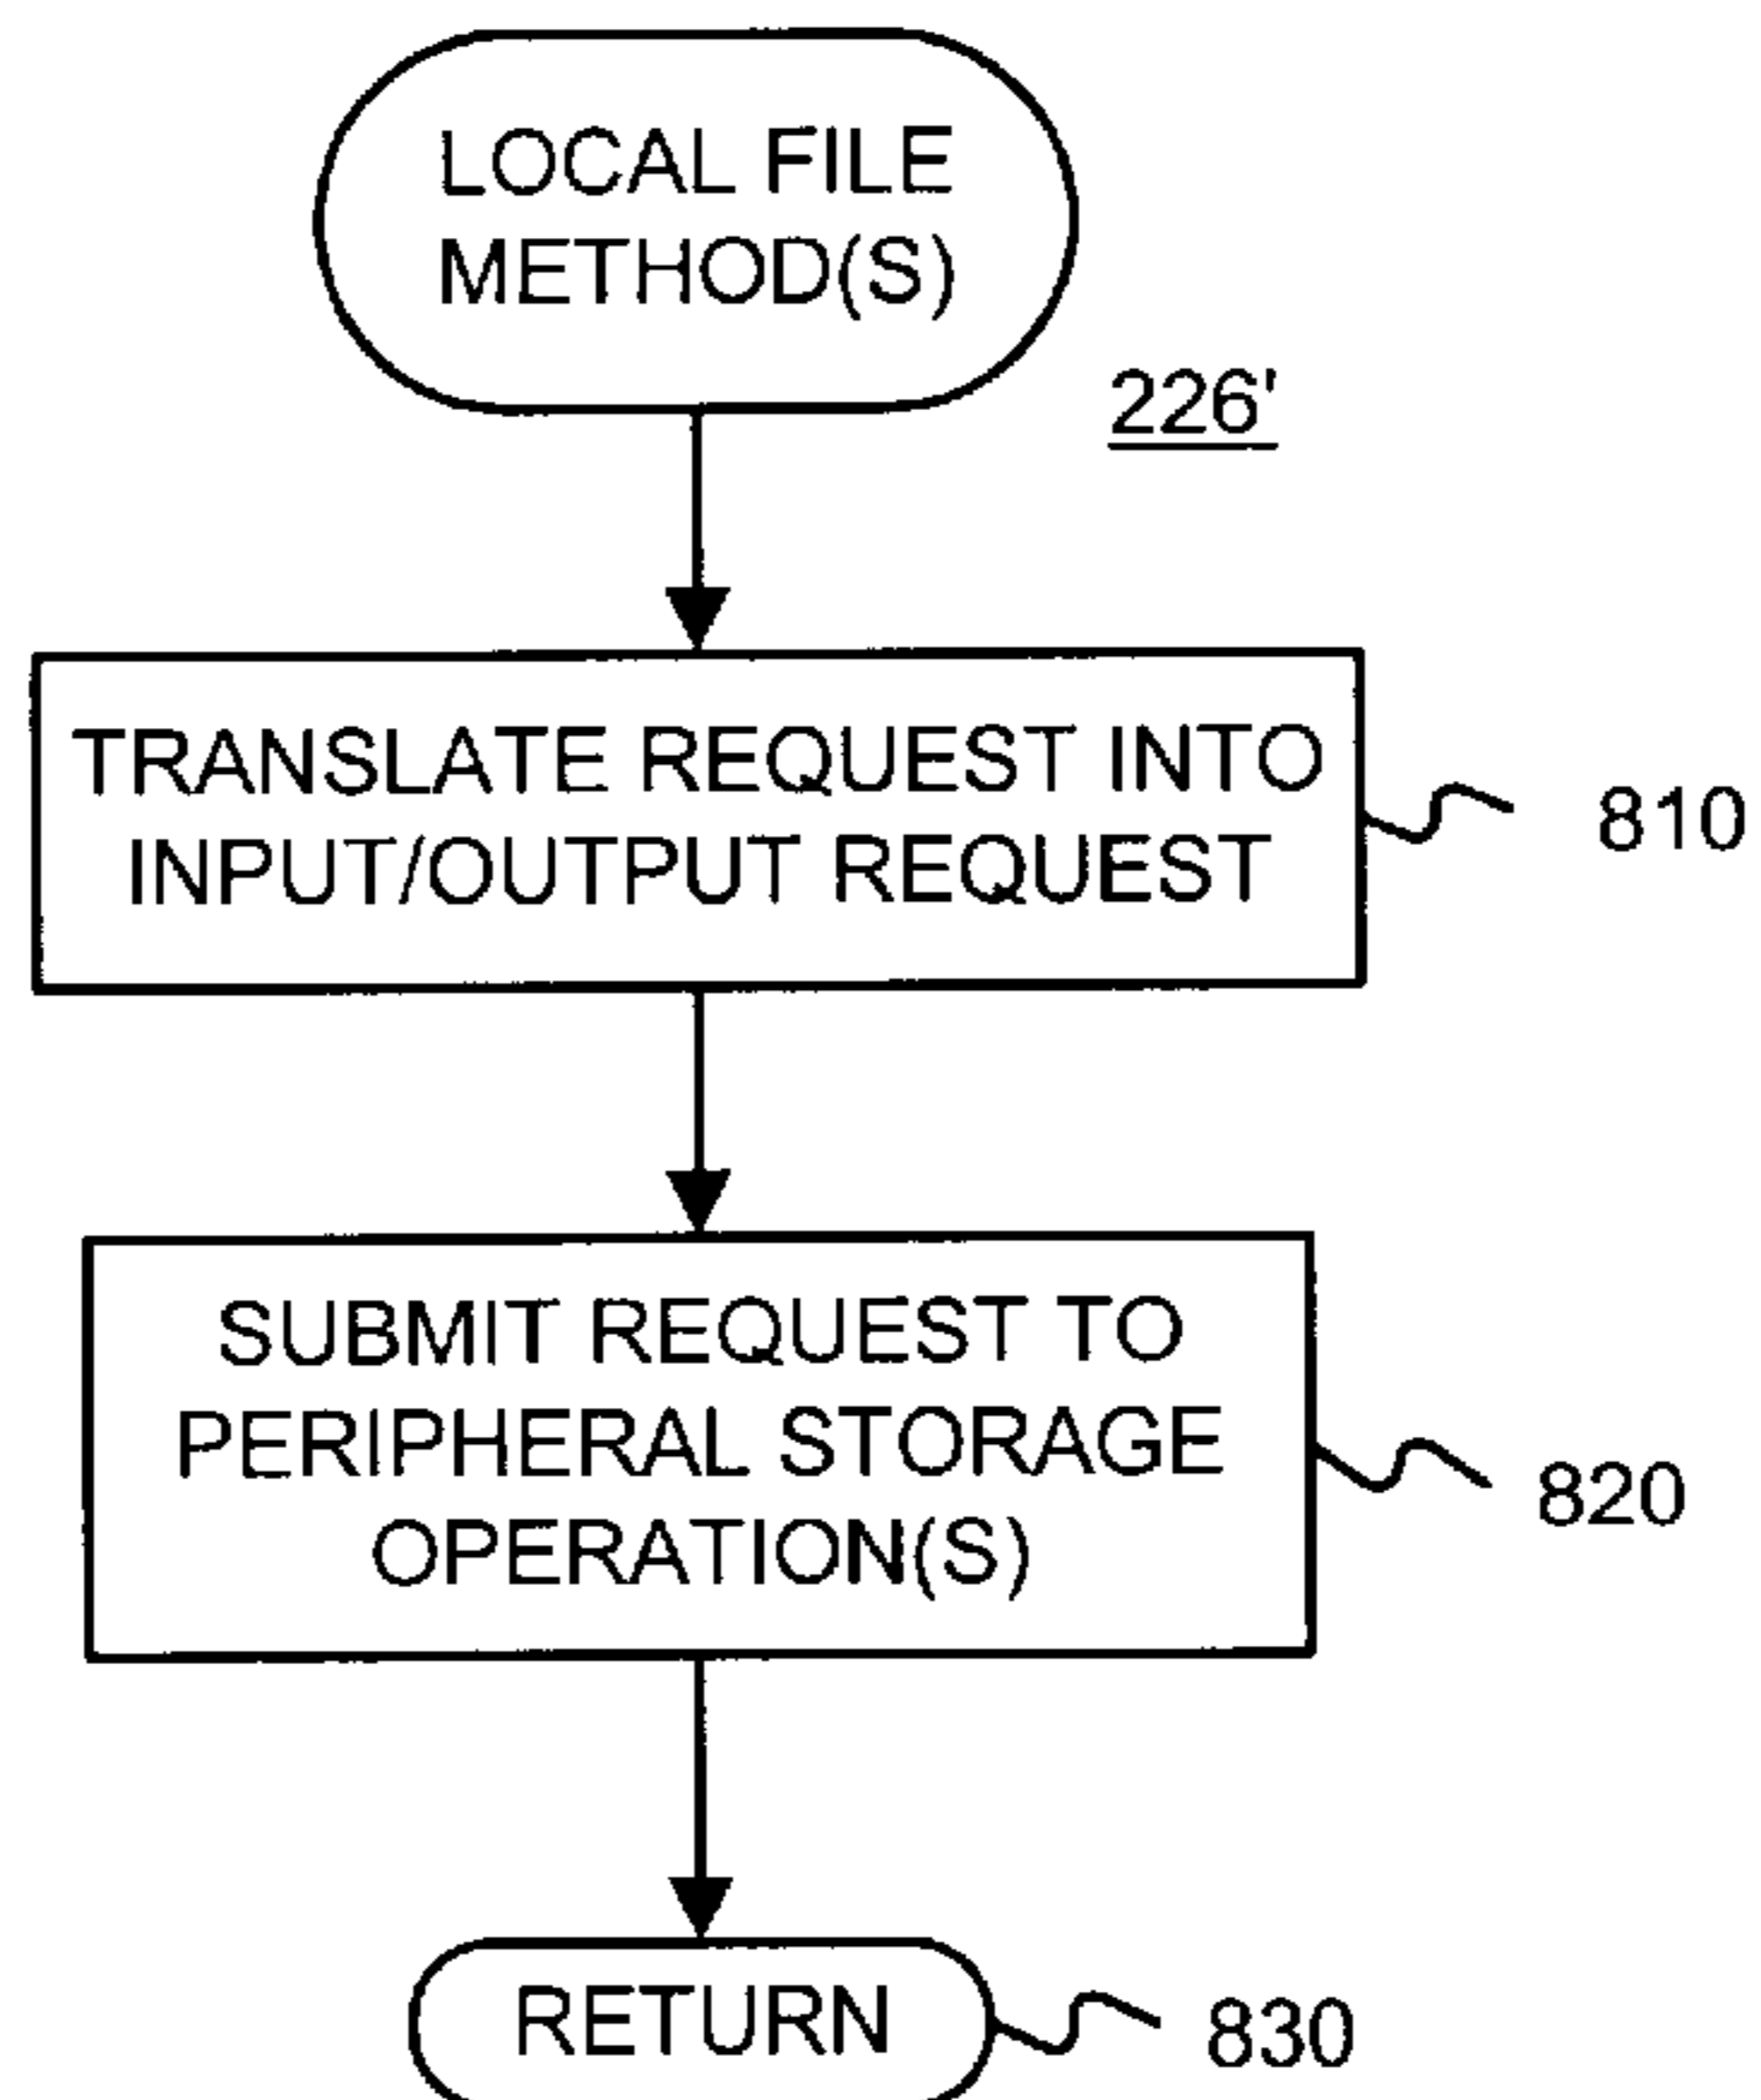 LOCAL FILE
METHOD(S)
226'
TRANSLATE REQUEST INTO
INPUT/OUTPUT REQUEST
810
SUBMIT REQUEST TO
PERIPHERAL STORAGE
OPERATION(S)
820
RETURN
830